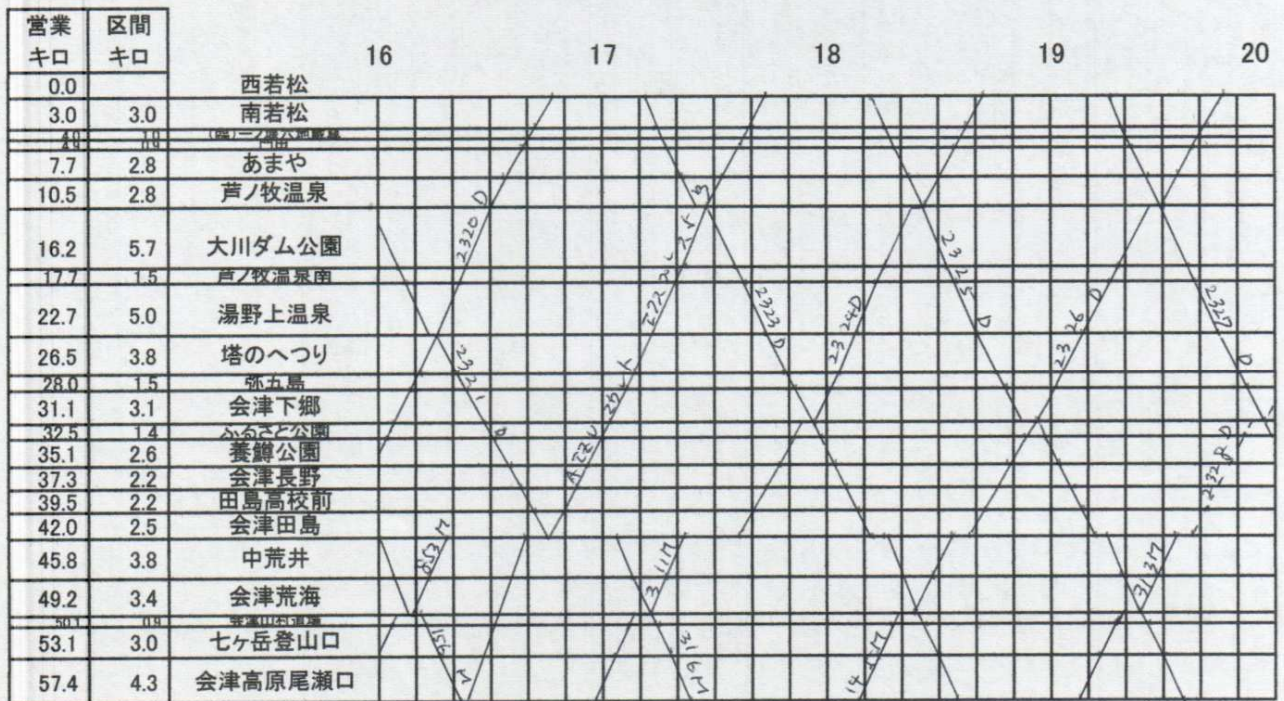 営業 区間
キロ キロ 16 17 18 19 20
0.0 西若松
3.0 3.0 南若松
7.7 2.8 あまや
10.5 2.8 芦ノ牧温泉
16.2 5.7 大川ダム公園
17.7 1.5 芦ノ牧温泉南
22.7 5.0 湯野上温泉
26.5 3.8 塔のへつり
28.0 1.5 弥五島
31.1 3.1 会津下郷
32.5 1.4 ふるさと公園
35.1 2.6 養鱒公園
37.3 2.2 会津長野
39.5 2.2 田島高校前
42.0 2.5 会津田島
45.8 3.8 中荒井
49.2 3.4 会津荒海
50.1 0.9
53.1 3.0 七ヶ岳登山口
57.4 4.3 会津高原尾瀬口
2320D
2321D
2323D
2324D
2325D
2326D
2327D
2328D